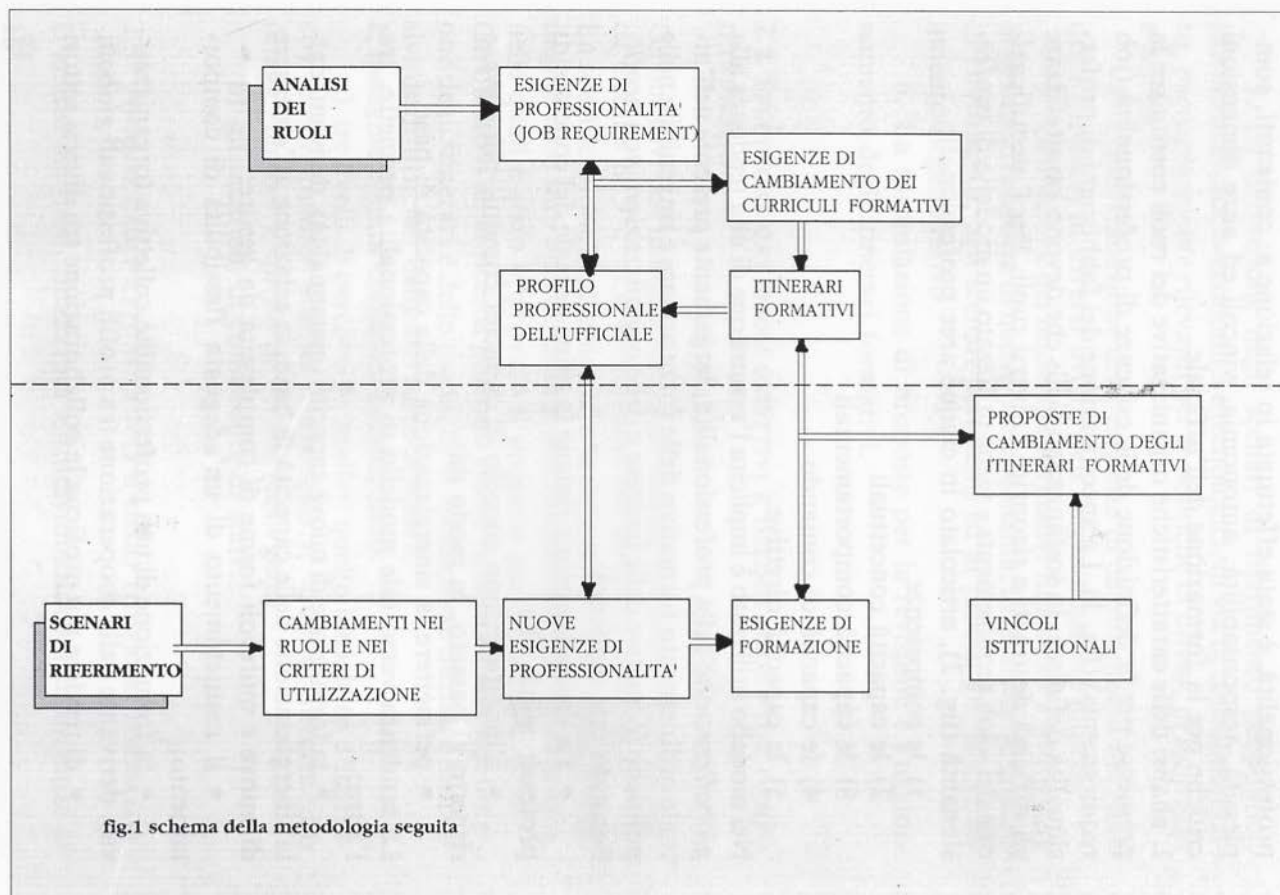 ANALISI
DEI
RUOLI
ESIGENZE DI
PROFESSIONALITA'
(JOB REQUIREMENT)
ESIGENZE DI
CAMBIAMENTO DEI
CURRICULI FORMATIVI
PROFILO
PROFESSIONALE
DELL'UFFICIALE
ITINERARI
FORMATIVI
PROPOSTE DI
CAMBIAMENTO DEGLI
ITINERARI FORMATIVI
SCENARI
DI
RIFERIMENTO
CAMBIAMENTI NEI
RUOLI E NEI
CRITERI DI
UTILIZZAZIONE
NUOVE
ESIGENZE DI
PROFESSIONALITA'
ESIGENZE DI
FORMAZIONE
VINCOLI
ISTITUZIONALI
fig.1 schema della metodologia seguita